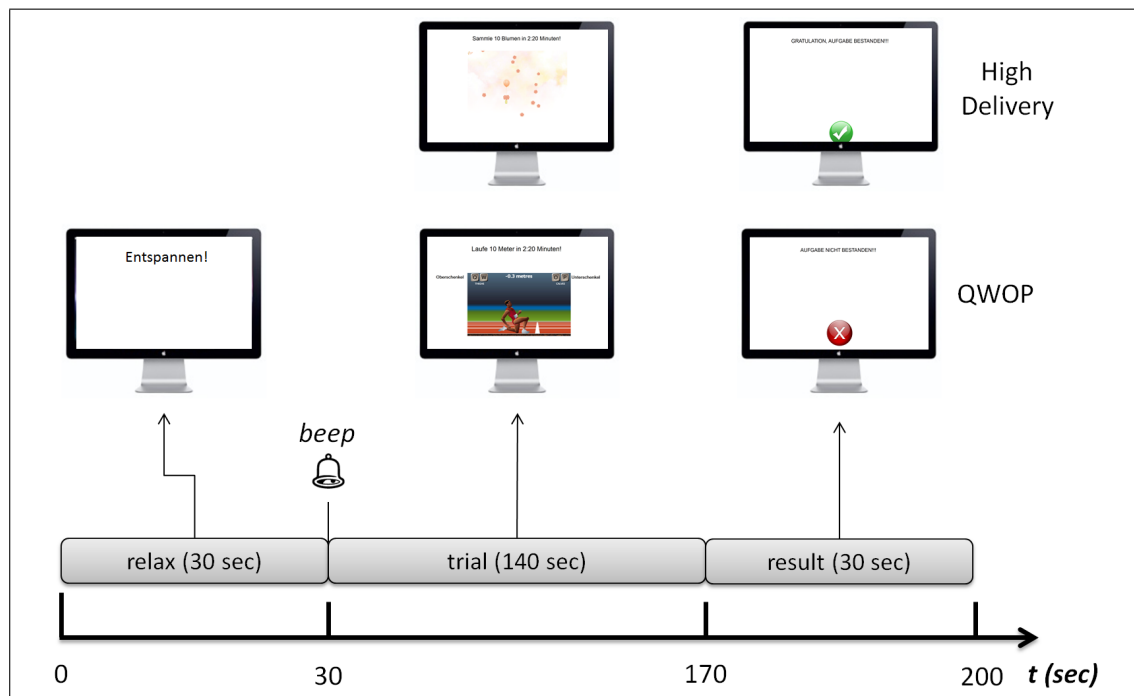 Sammle 10 Blumen in 2:20 Minuten!
GRATULATION, AUFGABE BESTANDEN!!!
High
Delivery
Entspannen!
Laufe 10 Meter in 2:20 Minuten!
Oberschenkel
-0.3 metres
Unterschenkel
AUFGABE NICHT BESTANDEN!!!
X
QWOP
beep
relax (30 sec)
trial (140 sec)
result (30 sec)
0
30
170
200
t (sec)